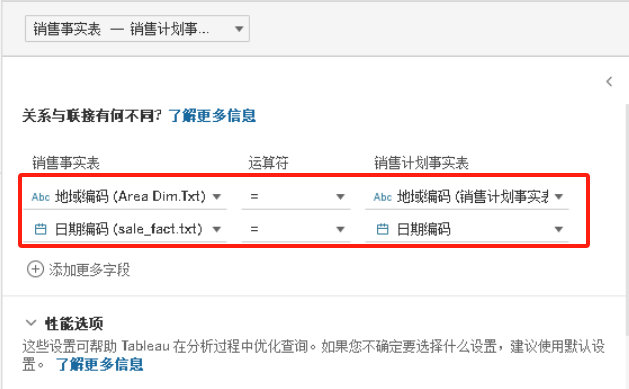 销售事实表 — 销售计划事...
关系与联接有何不同? 了解更多信息
销售事实表 运算符 销售计划事实表
Abc 地域编码 (Area Dim.Txt) = Abc 地域编码 (销售计划事实表
日期编码 (sale_fact.txt) = 日期编码
添加更多字段
性能选项
这些设置可帮助 Tableau 在分析过程中优化查询。如果您不确定要选择什么设置，建议使用默认设
置。 了解更多信息